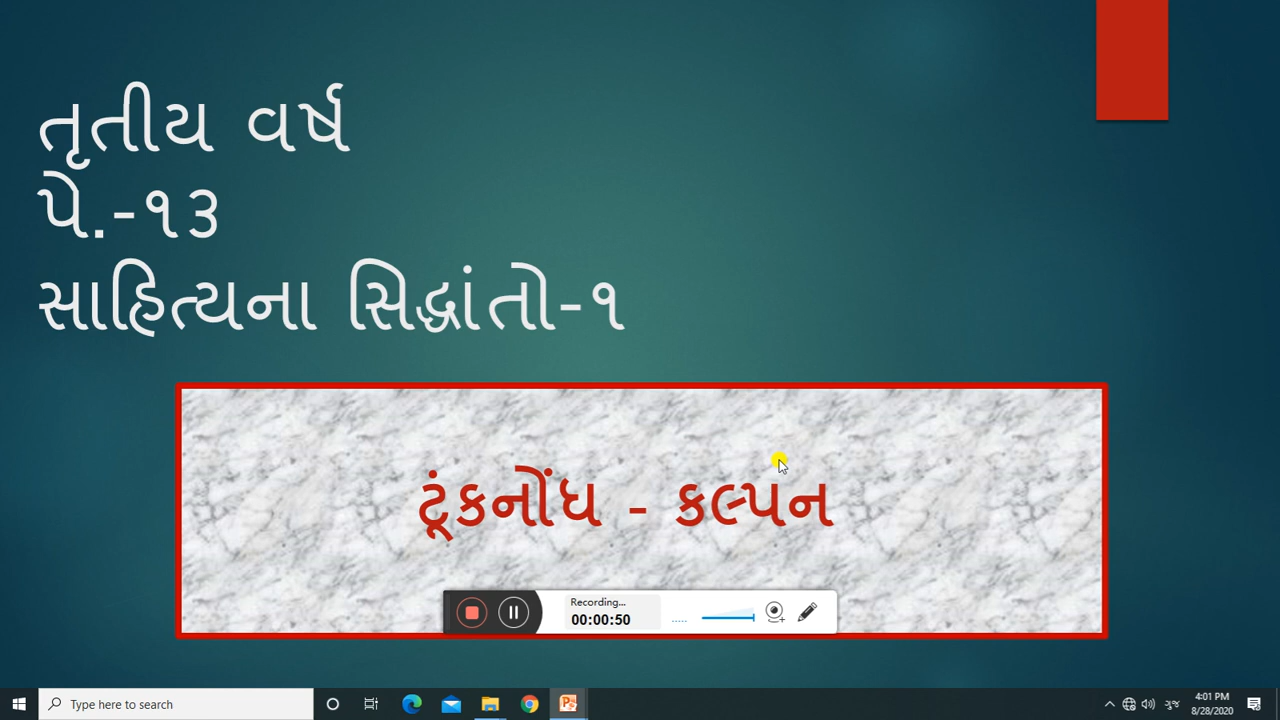 તૃતીય વર્ષ
પે.-૧૩
સાહિત્યના સિદ્ધાંતો-૧
ટૂંકનોંધ - કલ્પન
Recording...
00:00:50
.....
Type here to search
4:01 PM
ગુજ
8/28/2020